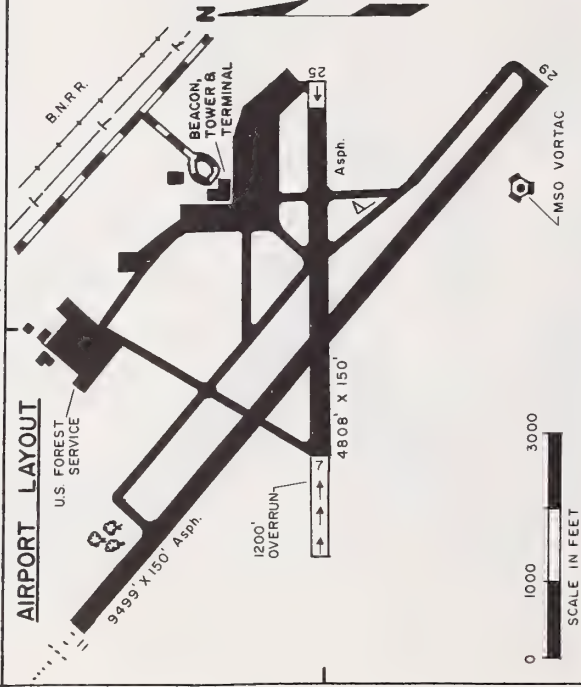 AIRPORT LAYOUT
N
B.N.R.R.
U.S. FOREST
SERVICE
BEACON,
TOWER &
TERMINAL
25
Asph.
9499' X 150' Asph.
11
1200'
OVERRUN
7
4808' X 150'
29
MSO VORTAC
0
1000
3000
SCALE IN FEET